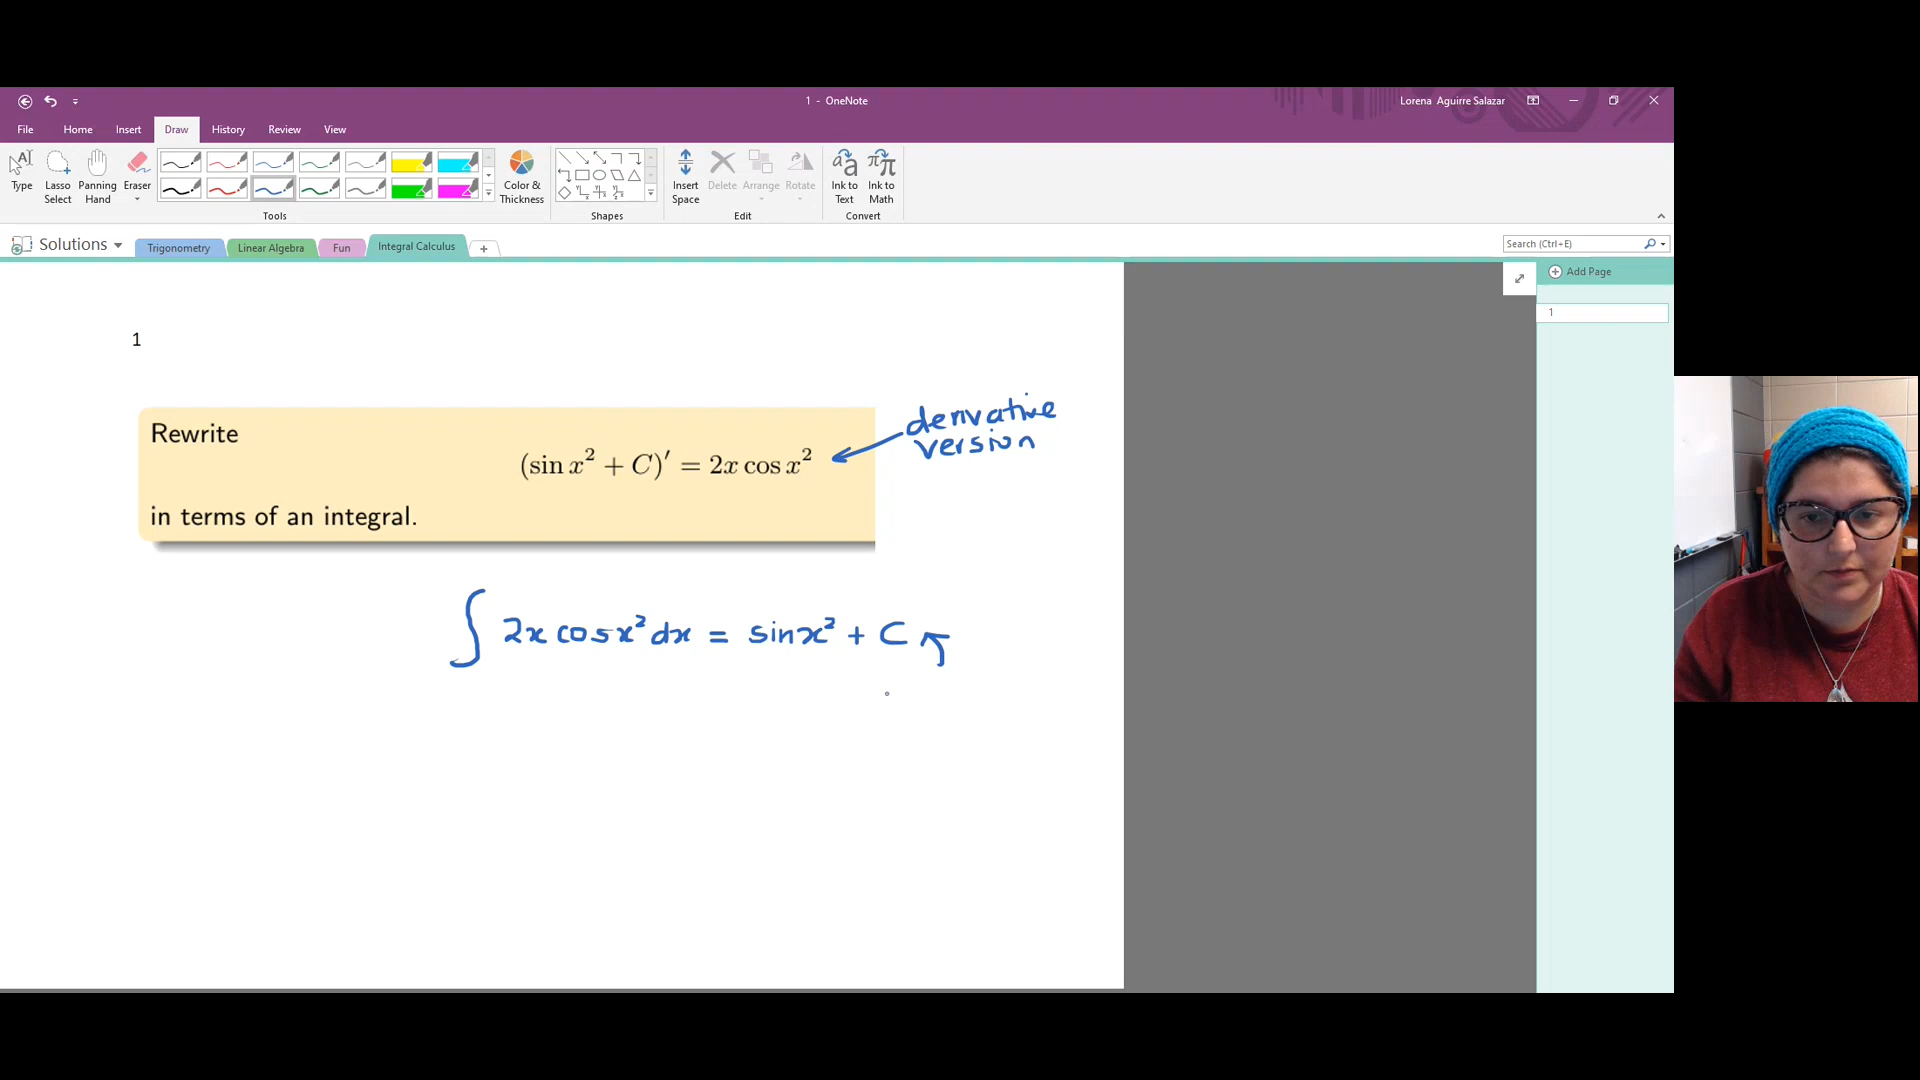 1 - OneNote
Lorena Aguirre Salazar
File Home Insert Draw History Review View
Type
Lasso Select
Panning Hand
Eraser
Color & Thickness
Insert Space
Delete
Arrange
Rotate
Ink to Text
Ink to Math
Tools
Shapes
Edit
Convert
Solutions
Trigonometry
Linear Algebra
Fun
Integral Calculus
Search (Ctrl+E)
Add Page
1
1
Rewrite
(sin x² + C)′ = 2x cos x²
in terms of an integral.
derivative
version
∫ 2x cos x² dx = sin x² + C